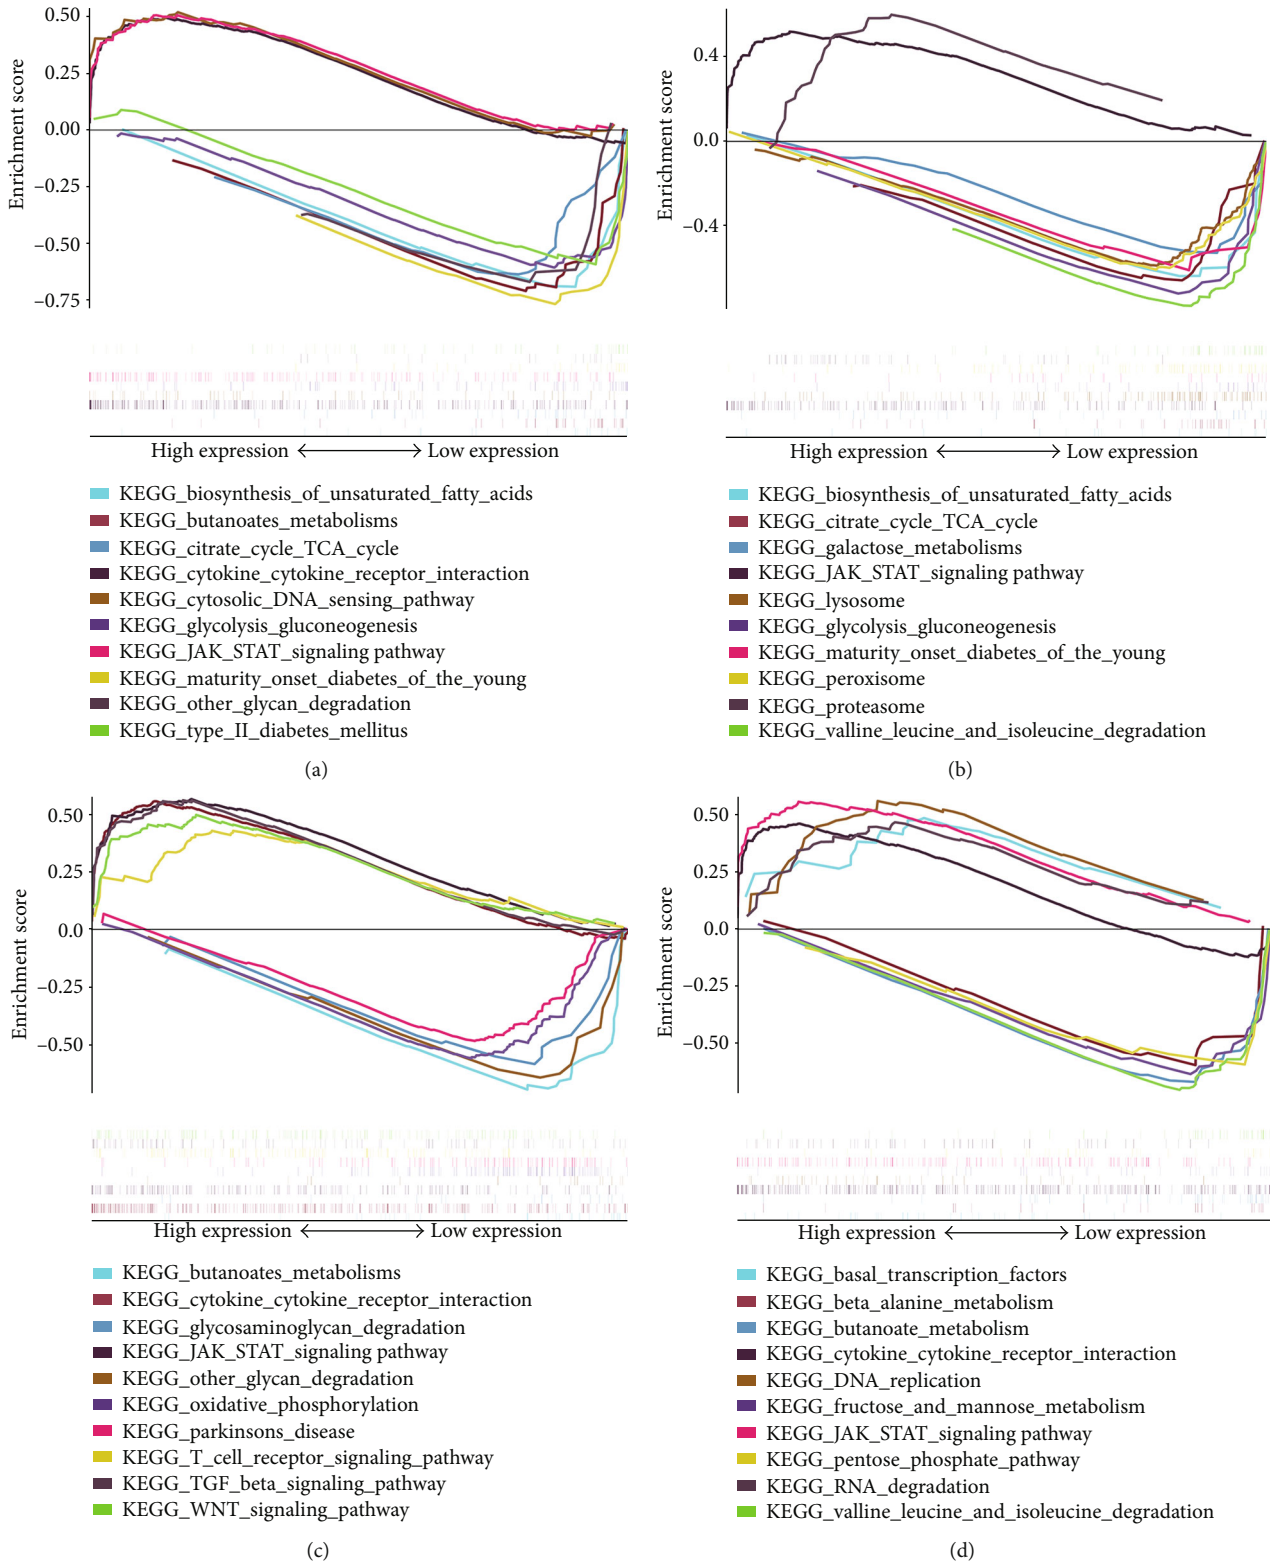 Enrichment score
0.50
0.25
0.00
−0.25
−0.50
−0.75
High expression
Low expression
KEGG_biosynthesis_of_unsaturated_fatty_acids
KEGG_butanoates_metabolisms
KEGG_citrate_cycle_TCA_cycle
KEGG_cytokine_cytokine_receptor_interaction
KEGG_cytosolic_DNA_sensing_pathway
KEGG_glycolysis_gluconeogenesis
KEGG_JAK_STAT_signaling pathway
KEGG_maturity_onset_diabetes_of_the_young
KEGG_other_glycan_degradation
KEGG_type_II_diabetes_mellitus
(a)
Enrichment score
0.4
0.0
−0.4
High expression
Low expression
KEGG_biosynthesis_of_unsaturated_fatty_acids
KEGG_citrate_cycle_TCA_cycle
KEGG_galactose_metabolisms
KEGG_JAK_STAT_signaling pathway
KEGG_lysosome
KEGG_glycolysis_gluconeogenesis
KEGG_maturity_onset_diabetes_of_the_young
KEGG_peroxisome
KEGG_proteasome
KEGG_valline_leucine_and_isoleucine_degradation
(b)
Enrichment score
0.50
0.25
0.0
−0.25
−0.50
High expression
Low expression
KEGG_butanoates_metabolisms
KEGG_cytokine_cytokine_receptor_interaction
KEGG_glycosaminoglycan_degradation
KEGG_JAK_STAT_signaling pathway
KEGG_other_glycan_degradation
KEGG_oxidative_phosphorylation
KEGG_parkinsons_disease
KEGG_T_cell_receptor_signaling_pathway
KEGG_TGF_beta_signaling_pathway
KEGG_WNT_signaling_pathway
(c)
Enrichment score
0.50
0.25
0.0
−0.25
−0.50
High expression
Low expression
KEGG_basal_transcription_factors
KEGG_beta_alanine_metabolism
KEGG_butanoate_metabolism
KEGG_cytokine_cytokine_receptor_interaction
KEGG_DNA_replication
KEGG_fructose_and_mannose_metabolism
KEGG_JAK_STAT_signaling pathway
KEGG_pentose_phosphate_pathway
KEGG_RNA_degradation
KEGG_valline_leucine_and_isoleucine_degradation
(d)